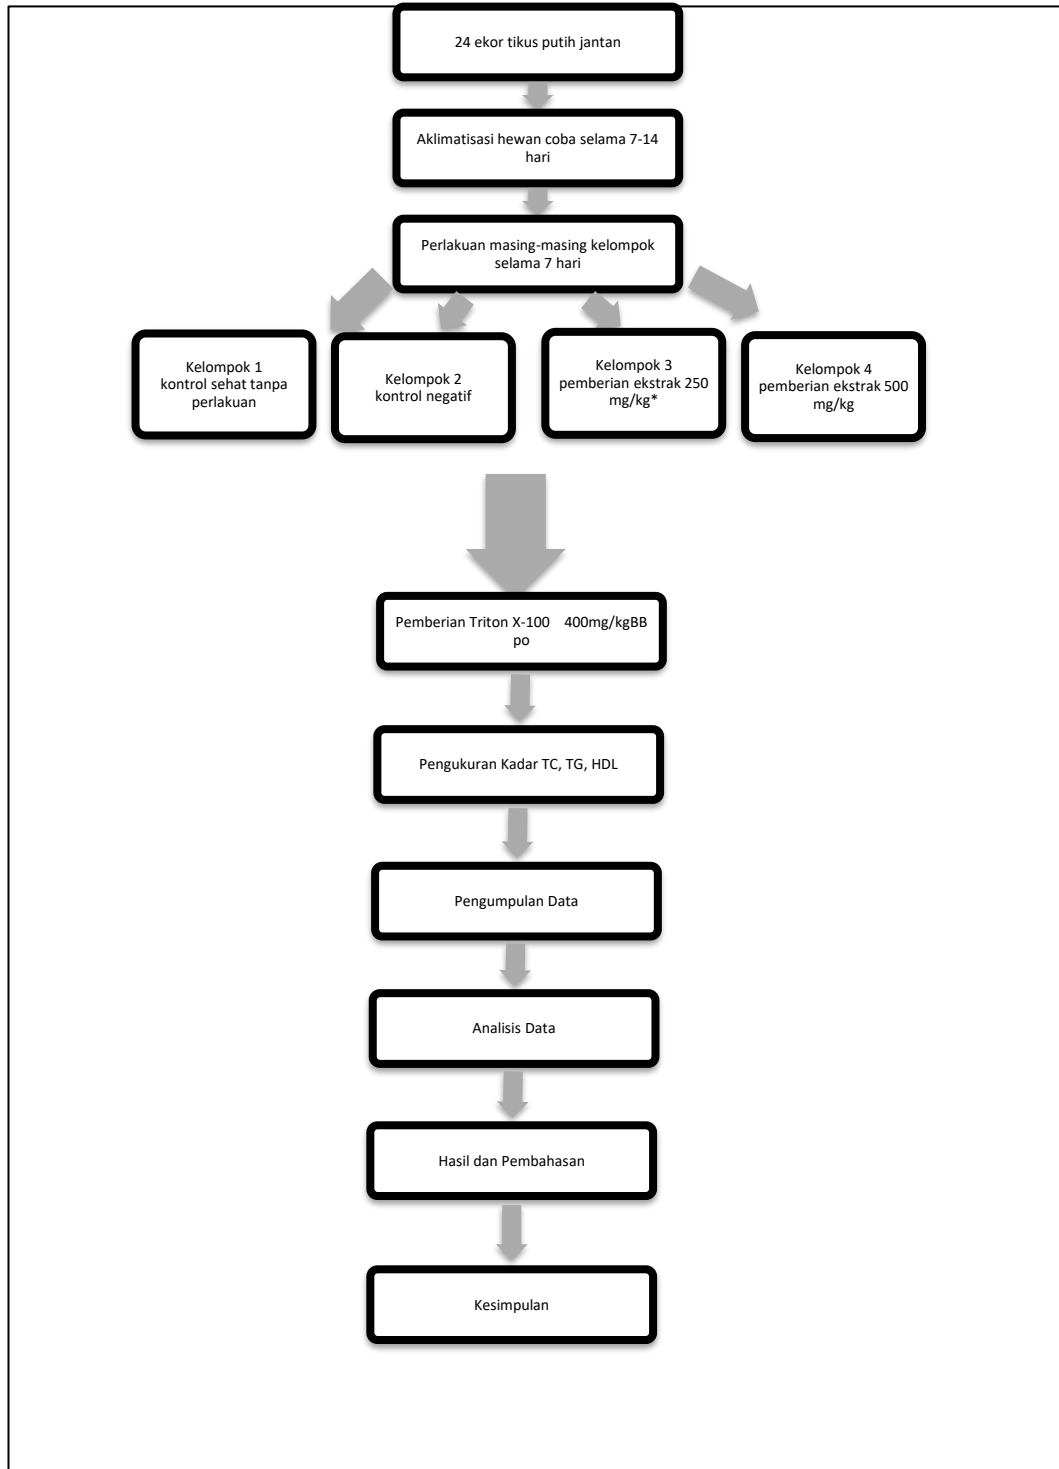 24 ekor tikus putih jantan
Aklimatisasi hewan coba selama 7-14
hari
Perlakuan masing-masing kelompok
selama 7 hari
Kelompok 1
kontrol sehat tanpa
perlakuan
Kelompok 2
kontrol negatif
Kelompok 3
pemberian ekstrak 250
mg/kg*
Kelompok 4
pemberian ekstrak 500
mg/kg
Pemberian Triton X-100 400mg/kgBB
po
Pengukuran Kadar TC, TG, HDL
Pengumpulan Data
Analisis Data
Hasil dan Pembahasan
Kesimpulan